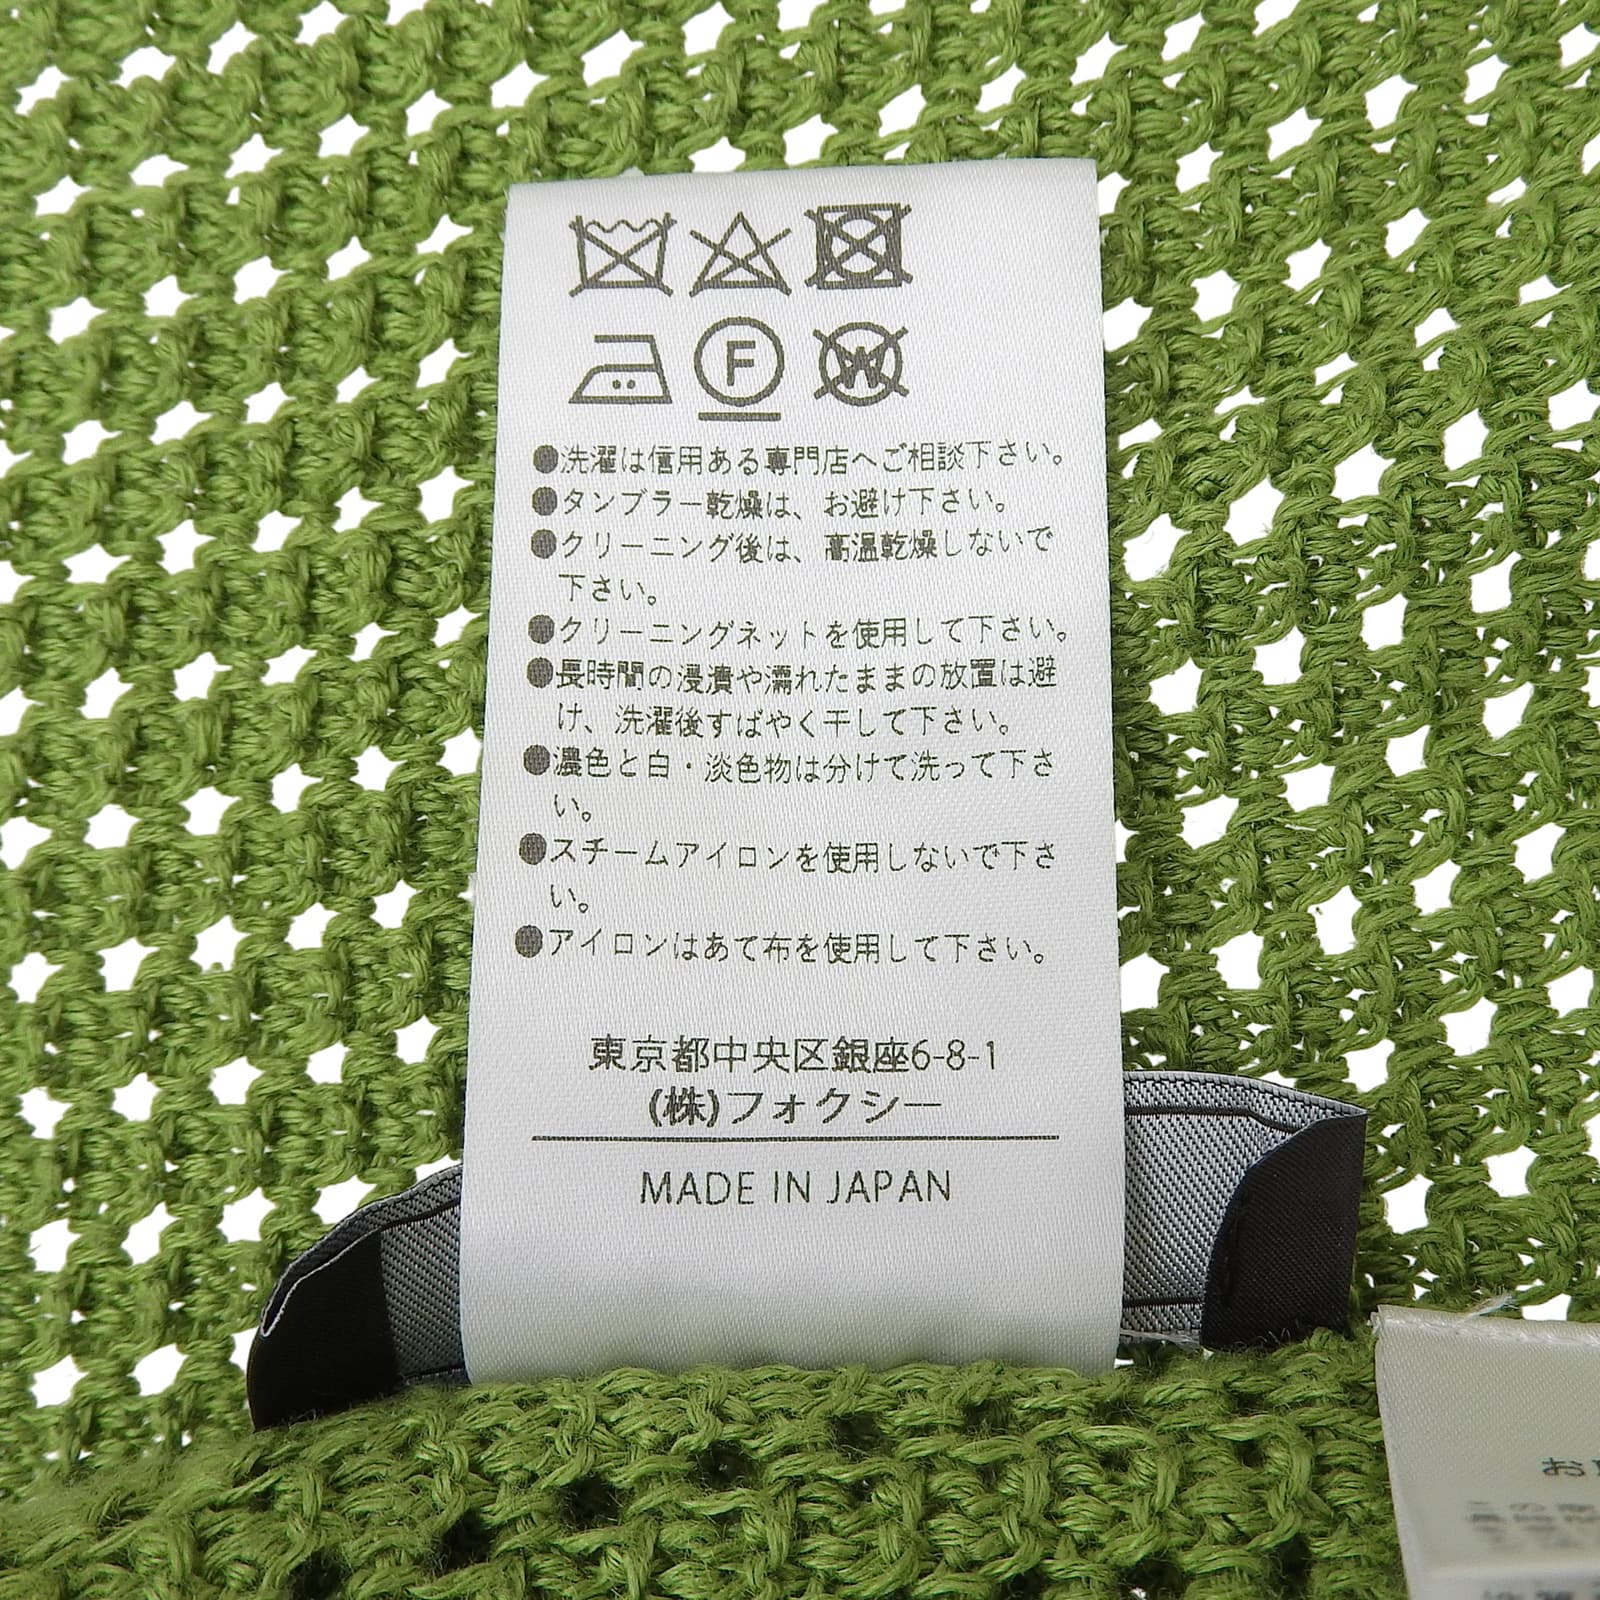 F
W
●洗濯は信用ある専門店へご相談下さい。
●タンブラー乾燥は、お避け下さい。
●クリーニング後は、高温乾燥しないで
下さい。
●クリーニングネットを使用して下さい。
●長時間の浸漬や濡れたままの放置は避
け、洗濯後すばやく干して下さい。
●濃色と白・淡色物は分けて洗って下さ
い。
●スチームアイロンを使用しないで下さ
い。
●アイロンはあて布を使用して下さい。
東京都中央区銀座6-8-1
(株)フォクシー
MADE IN JAPAN